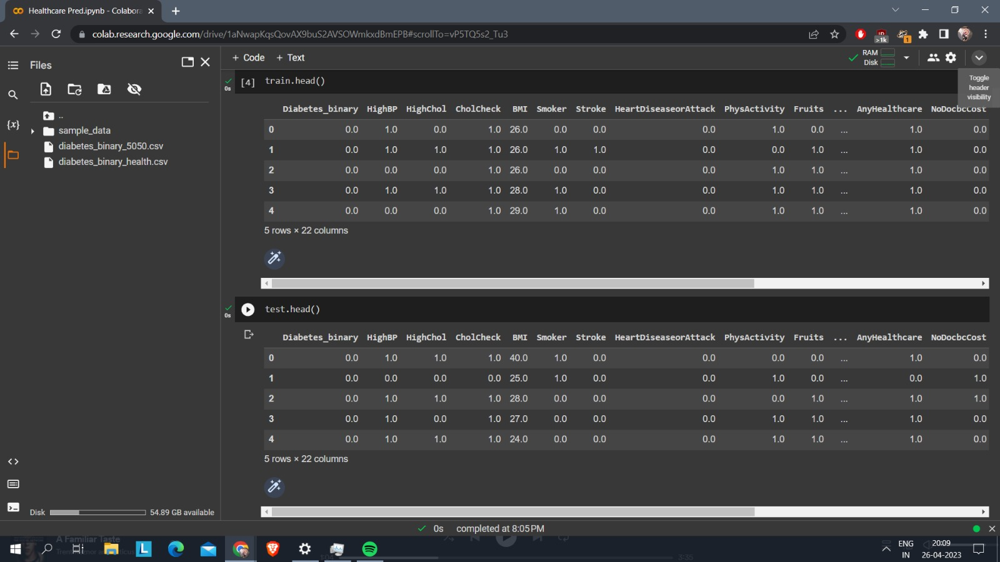 Healthcare Pred.ipynb - Colabora
colab.research.google.com/drive/1aNwapKqsQovAX9buS2AVSOWmkxdBmEPB#scrollTo=vP5TQ5s2_Tu3
>1k
1
Files
+ Code + Text
RAM
Disk
Toggle
header
visibility
{x}
..
sample_data
diabetes_binary_5050.csv
diabetes_binary_health.csv
0s
[4] train.head()
Diabetes_binary HighBP HighChol CholCheck BMI Smoker Stroke HeartDiseaseorAttack PhysActivity Fruits ... AnyHealthcare NoDocbcCost
0 0.0 1.0 0.0 1.0 26.0 0.0 0.0 0.0 1.0 0.0 ... 1.0 0.0
1 0.0 1.0 1.0 1.0 26.0 1.0 1.0 0.0 0.0 1.0 ... 1.0 0.0
2 0.0 0.0 0.0 1.0 26.0 0.0 0.0 0.0 1.0 1.0 ... 1.0 0.0
3 0.0 1.0 1.0 1.0 28.0 1.0 0.0 0.0 1.0 1.0 ... 1.0 0.0
4 0.0 0.0 0.0 1.0 29.0 1.0 0.0 0.0 1.0 1.0 ... 1.0 0.0
5 rows × 22 columns
0s
test.head()
Diabetes_binary HighBP HighChol CholCheck BMI Smoker Stroke HeartDiseaseorAttack PhysActivity Fruits ... AnyHealthcare NoDocbcCost
0 0.0 1.0 1.0 1.0 40.0 1.0 0.0 0.0 0.0 0.0 ... 1.0 0.0
1 0.0 0.0 0.0 0.0 25.0 1.0 0.0 0.0 1.0 0.0 ... 0.0 1.0
2 0.0 1.0 1.0 1.0 28.0 0.0 0.0 0.0 0.0 1.0 ... 1.0 1.0
3 0.0 1.0 0.0 1.0 27.0 0.0 0.0 0.0 1.0 1.0 ... 1.0 0.0
4 0.0 1.0 1.0 1.0 24.0 0.0 0.0 0.0 1.0 1.0 ... 1.0 0.0
5 rows × 22 columns
Disk 54.89 GB available
0s completed at 8:05 PM
A Familiar Taste
1:04
3:35
L
ENG
IN
20:09
26-04-2023